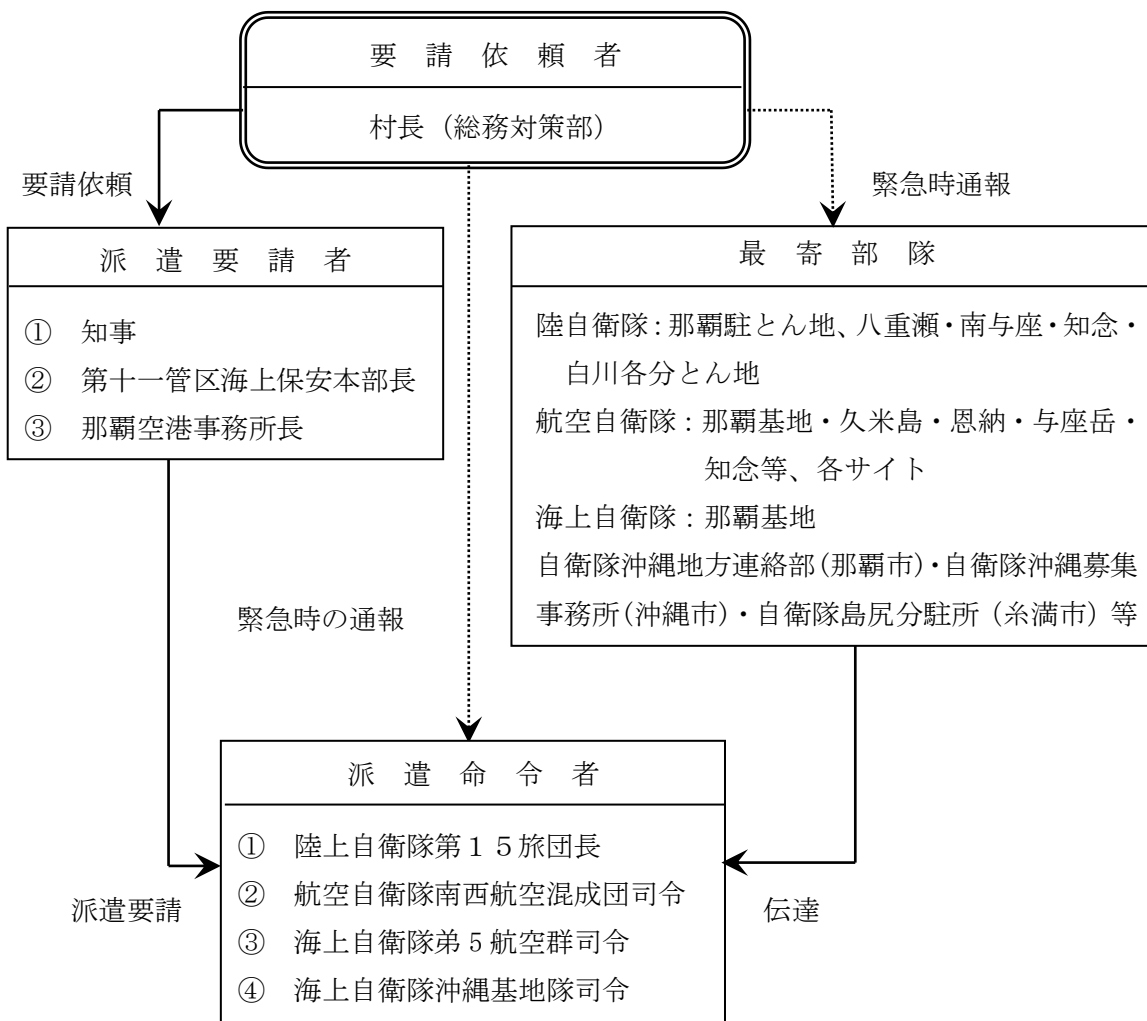 要請依頼者
村長（総務対策部）
要請依頼
緊急時通報
派遣要請者
① 知事
② 第十一管区海上保安本部長
③ 那覇空港事務所長
最寄部隊
陸自衛隊：那覇駐とん地、八重瀬・南与座・知念・
白川各分とん地
航空自衛隊：那覇基地・久米島・恩納・与座岳・
知念等、各サイト
海上自衛隊：那覇基地
自衛隊沖縄地方連絡部(那覇市)・自衛隊沖縄募集
事務所(沖縄市)・自衛隊島尻分駐所（糸満市）等
緊急時の通報
派遣命令者
① 陸上自衛隊第１５旅団長
② 航空自衛隊南西航空混成団司令
③ 海上自衛隊弟５航空群司令
④ 海上自衛隊沖縄基地隊司令
派遣要請
伝達